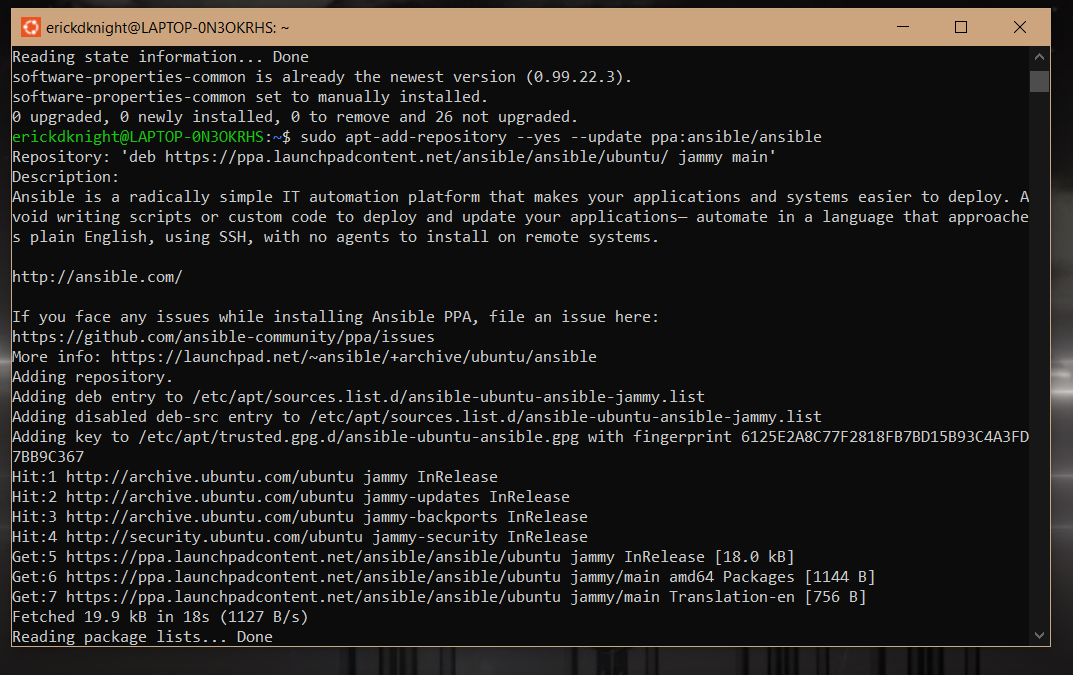 erickdknight@LAPTOP-0N3OKRHS: ~
Reading state information... Done
software-properties-common is already the newest version (0.99.22.3).
software-properties-common set to manually installed.
0 upgraded, 0 newly installed, 0 to remove and 26 not upgraded.
erickdknight@LAPTOP-0N3OKRHS:~$ sudo apt-add-repository --yes --update ppa:ansible/ansible
Repository: 'deb https://ppa.launchpadcontent.net/ansible/ansible/ubuntu/ jammy main'
Description:
Ansible is a radically simple IT automation platform that makes your applications and systems easier to deploy. A
void writing scripts or custom code to deploy and update your applications— automate in a language that approache
s plain English, using SSH, with no agents to install on remote systems.
http://ansible.com/
If you face any issues while installing Ansible PPA, file an issue here:
https://github.com/ansible-community/ppa/issues
More info: https://launchpad.net/~ansible/+archive/ubuntu/ansible
Adding repository.
Adding deb entry to /etc/apt/sources.list.d/ansible-ubuntu-ansible-jammy.list
Adding disabled deb-src entry to /etc/apt/sources.list.d/ansible-ubuntu-ansible-jammy.list
Adding key to /etc/apt/trusted.gpg.d/ansible-ubuntu-ansible.gpg with fingerprint 6125E2A8C77F2818FB7BD15B93C4A3FD
7BB9C367
Hit:1 http://archive.ubuntu.com/ubuntu jammy InRelease
Hit:2 http://archive.ubuntu.com/ubuntu jammy-updates InRelease
Hit:3 http://archive.ubuntu.com/ubuntu jammy-backports InRelease
Hit:4 http://security.ubuntu.com/ubuntu jammy-security InRelease
Get:5 https://ppa.launchpadcontent.net/ansible/ansible/ubuntu jammy InRelease [18.0 kB]
Get:6 https://ppa.launchpadcontent.net/ansible/ansible/ubuntu jammy/main amd64 Packages [1144 B]
Get:7 https://ppa.launchpadcontent.net/ansible/ansible/ubuntu jammy/main Translation-en [756 B]
Fetched 19.9 kB in 18s (1127 B/s)
Reading package lists... Done